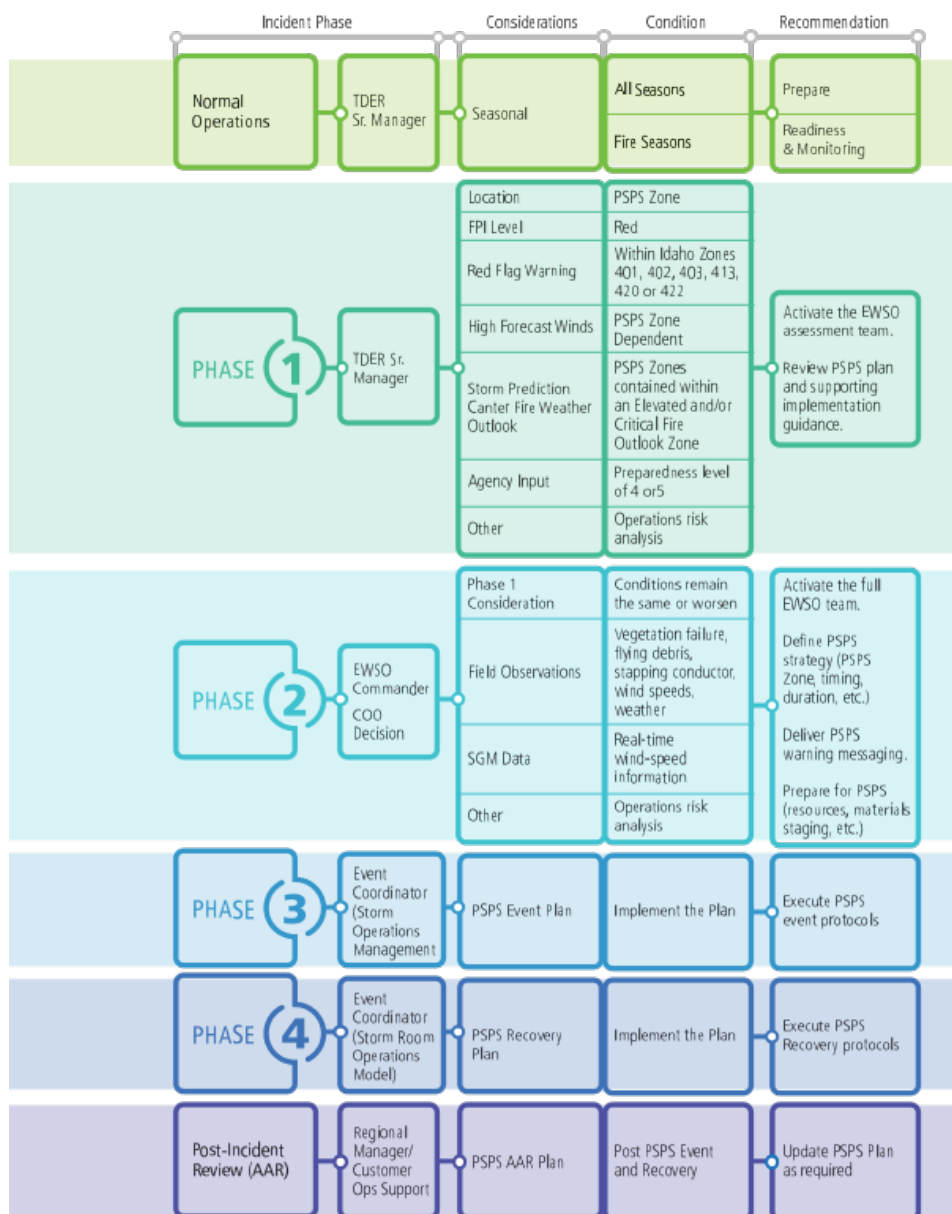 Incident Phase
Considerations
Condition
Recommendation
Normal
Operations
TDER
Sr. Manager
Seasonal
All Seasons
Fire Seasons
Prepare
Readiness
& Monitoring
PHASE 1
TDER Sr.
Manager
Location
PSPS Zone
FPI Level
Red
Red Flag Warning
Within Idaho Zones
401, 402, 403, 413,
420 or 422
High Forecast Winds
PSPS Zone
Dependent
Storm Prediction
Canter Fire Weather
Outlook
PSPS Zones
contained within
an Elevated and/or
Critical Fire
Outlook Zone
Agency Input
Preparedness level
of 4 or5
Other
Operations risk
analysis
Activate the EWSO
assessment team.
Review PSPS plan
and supporting
implementation
guidance.
PHASE 2
EWSO
Commander
COO
Decision
Phase 1
Consideration
Conditions remain
the same or worsen
Field Observations
Vegetation failure,
flying debris,
stapping conductor,
wind speeds,
weather
SGM Data
Real-time
wind-speed
information
Other
Operations risk
analysis
Activate the full
EWSO team.
Define PSPS
strategy (PSPS
Zone, timing,
duration, etc.)
Deliver PSPS
warning messaging.
Prepare for PSPS
(resources, materials
staging, etc.)
PHASE 3
Event
Coordinator
(Storm
Operations
Management
PSPS Event Plan
Implement the Plan
Execute PSPS
event protocols
PHASE 4
Event
Coordinator
(Storm Room
Operations
Model)
PSPS Recovery
Plan
Implement the Plan
Execute PSPS
Recovery protocols
Post-Incident
Review (AAR)
Regional
Manager/
Customer
Ops Support
PSPS AAR Plan
Post PSPS Event
and Recovery
Update PSPS Plan
as required